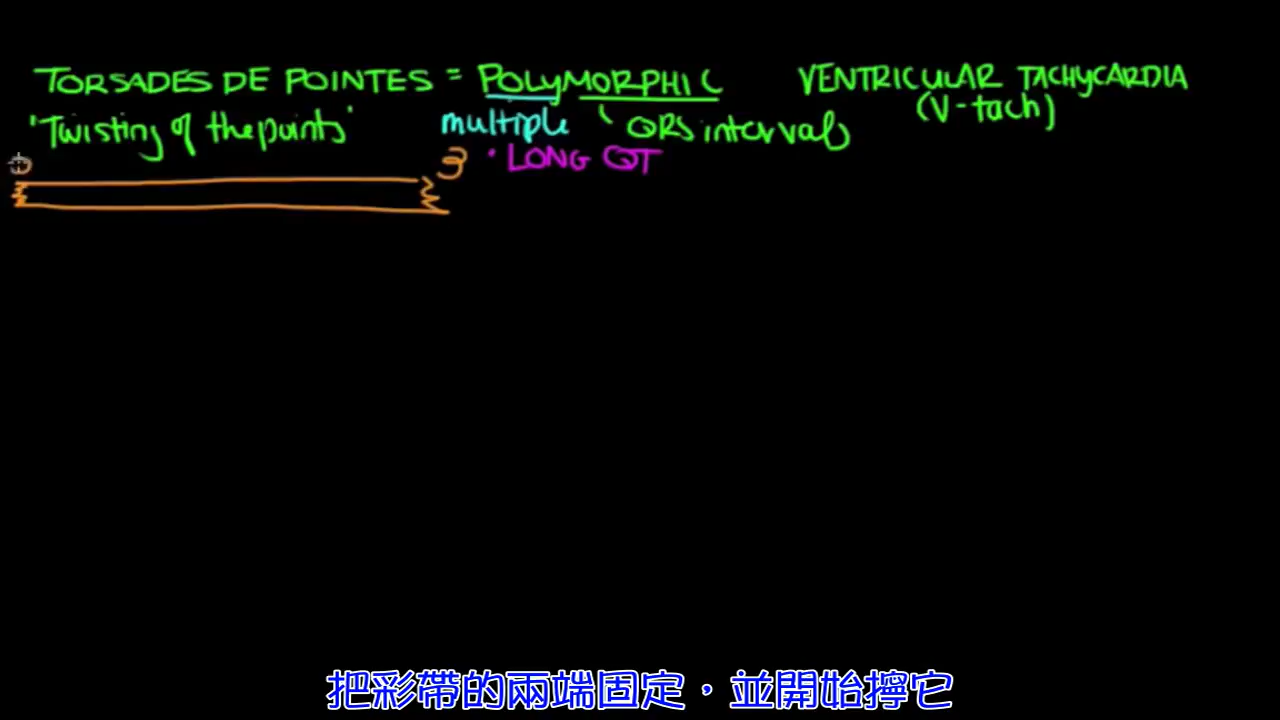 TORSADES DE POINTES = POLYMORPHIC VENTRICULAR TACHYCARDIA
(V-tach)
'Twisting of the points' multiple QRS intervals
· LONG QT
把彩帶的兩端固定，並開始擰它